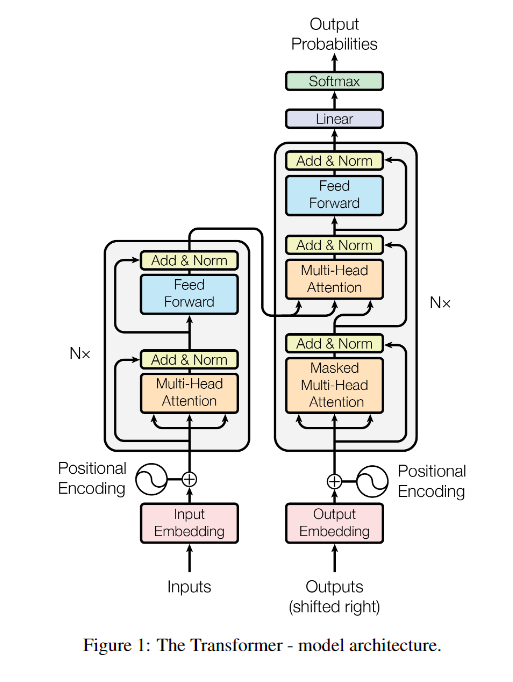 Output
Probabilities
Softmax
Linear
Add & Norm
Feed
Forward
Add & Norm
Multi-Head
Attention
Add & Norm
Masked
Multi-Head
Attention
Nx
Add & Norm
Feed
Forward
Add & Norm
Multi-Head
Attention
Nx
Positional
Encoding
Positional
Encoding
Input
Embedding
Output
Embedding
Inputs
Outputs
(shifted right)
Figure 1: The Transformer - model architecture.